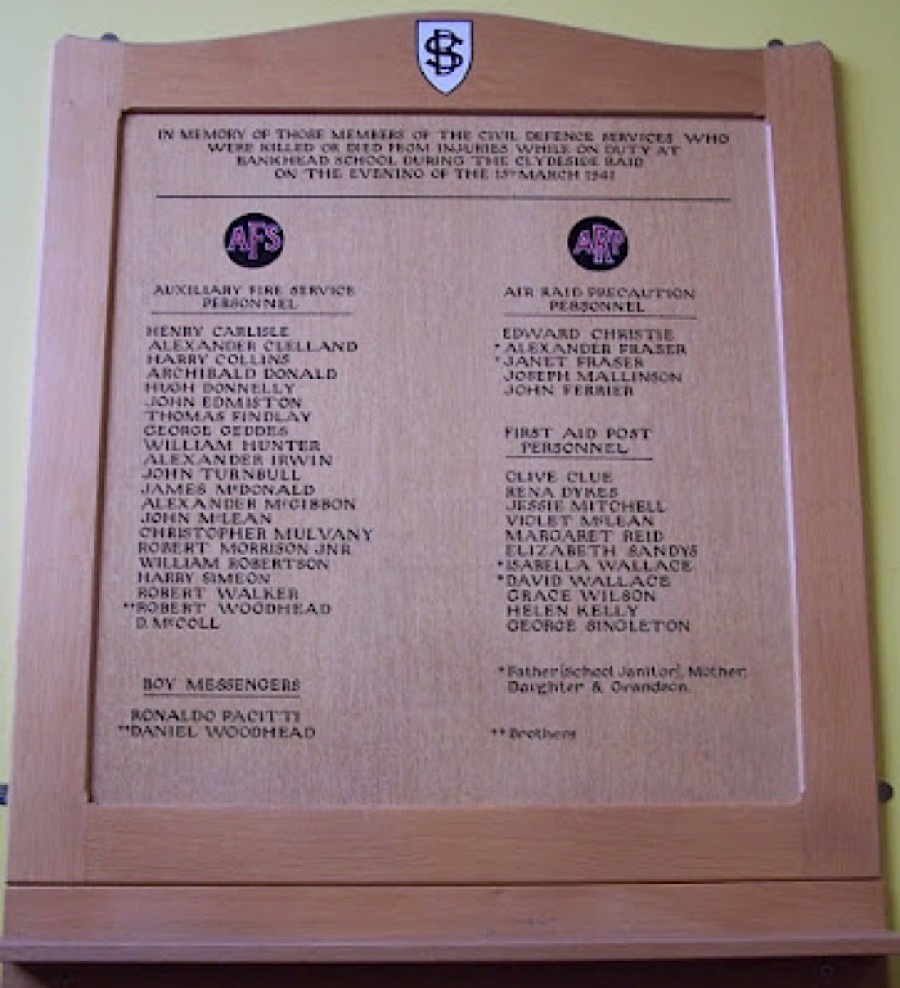 BS
IN MEMORY OF THOSE MEMBERS OF THE CIVIL DEFENCE SERVICES WHO
WERE KILLED OR DIED FROM INJURIES WHILE ON DUTY AT
BANKHEAD SCHOOL DURING THE CLYDESIDE RAID
ON THE EVENING OF THE 13TH MARCH 1941
AFS
AUXILIARY FIRE SERVICE
PERSONNEL
HENRY CARLISLE
ALEXANDER CLELLAND
HARRY COLLINS
ARCHIBALD DONALD
HUGH DONNELLY
JOHN EDMISTON
THOMAS FINDLAY
GEORGE GEDDES
WILLIAM HUNTER
ALEXANDER IRWIN
JOHN TURNBULL
JAMES McDONALD
ALEXANDER McGIBBON
JOHN McLEAN
CHRISTOPHER MULVANY
ROBERT MORRISON JNR
WILLIAM ROBERTSON
HARRY SIMEON
ROBERT WALKER
**ROBERT WOODHEAD
D. McCOLL
BOY MESSENGERS
RONALDO PACITTI
**DANIEL WOODHEAD
ARP
AIR RAID PRECAUTION
PERSONNEL
EDWARD CHRISTIE
*ALEXANDER FRASER
*JANET FRASER
JOSEPH MALLINSON
JOHN FERRIER
FIRST AID POST
PERSONNEL
CLIVE CLUE
RENA DYKES
JESSIE MITCHELL
VIOLET McLEAN
MARGARET REID
ELIZABETH SANDYS
*ISABELLA WALLACE
*DAVID WALLACE
GRACE WILSON
HELEN KELLY
GEORGE SINGLETON
*Father [School Janitor], Mother;
Daughter & Grandson.
**Brothers